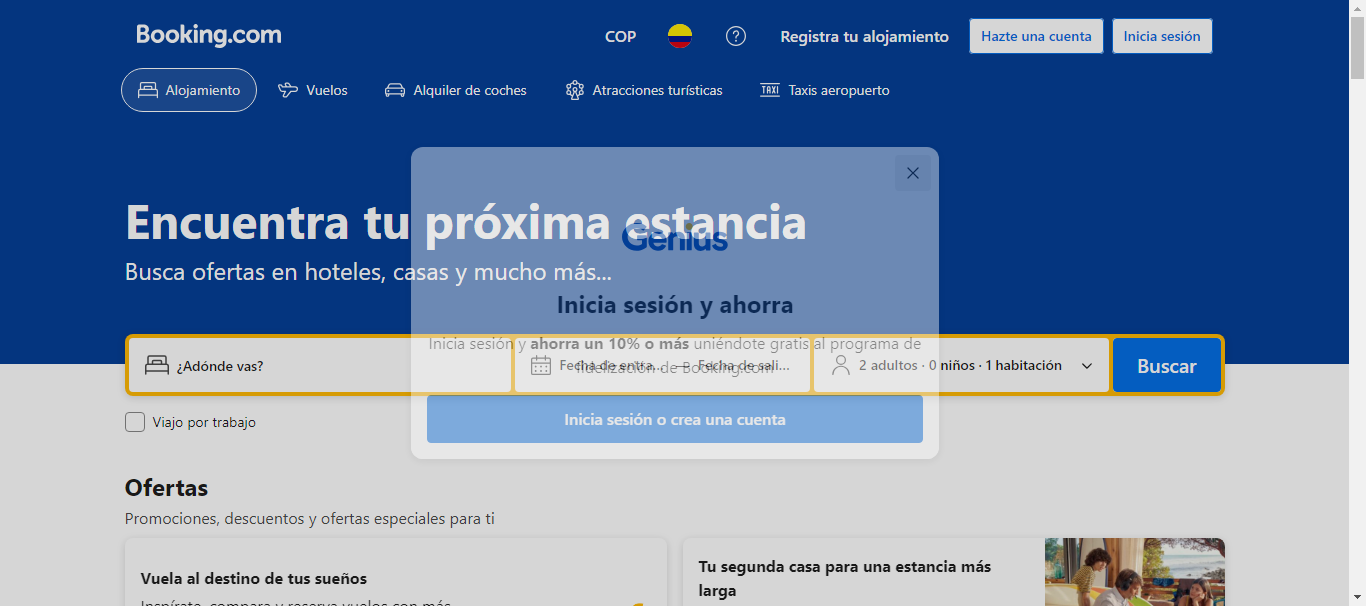 Booking.com
COP
Registra tu alojamiento
Hazte una cuenta
Inicia sesión
Alojamiento
Vuelos
Alquiler de coches
Atracciones turísticas
TAXI Taxis aeropuerto
Encuentra tu próxima estancia
Busca ofertas en hoteles, casas y mucho más...
Genius
Inicia sesión y ahorra
Inicia sesión y ahorra un 10% o más uniéndote gratis al programa de
fidelización de Booking.com
Inicia sesión o crea una cuenta
¿Adónde vas?
Fecha de entra... — Fecha de sali...
2 adultos · 0 niños · 1 habitación
Buscar
Viajo por trabajo
Ofertas
Promociones, descuentos y ofertas especiales para ti
Vuela al destino de tus sueños
Inspírate, compara y reserva vuelos con más
Tu segunda casa para una estancia más
larga